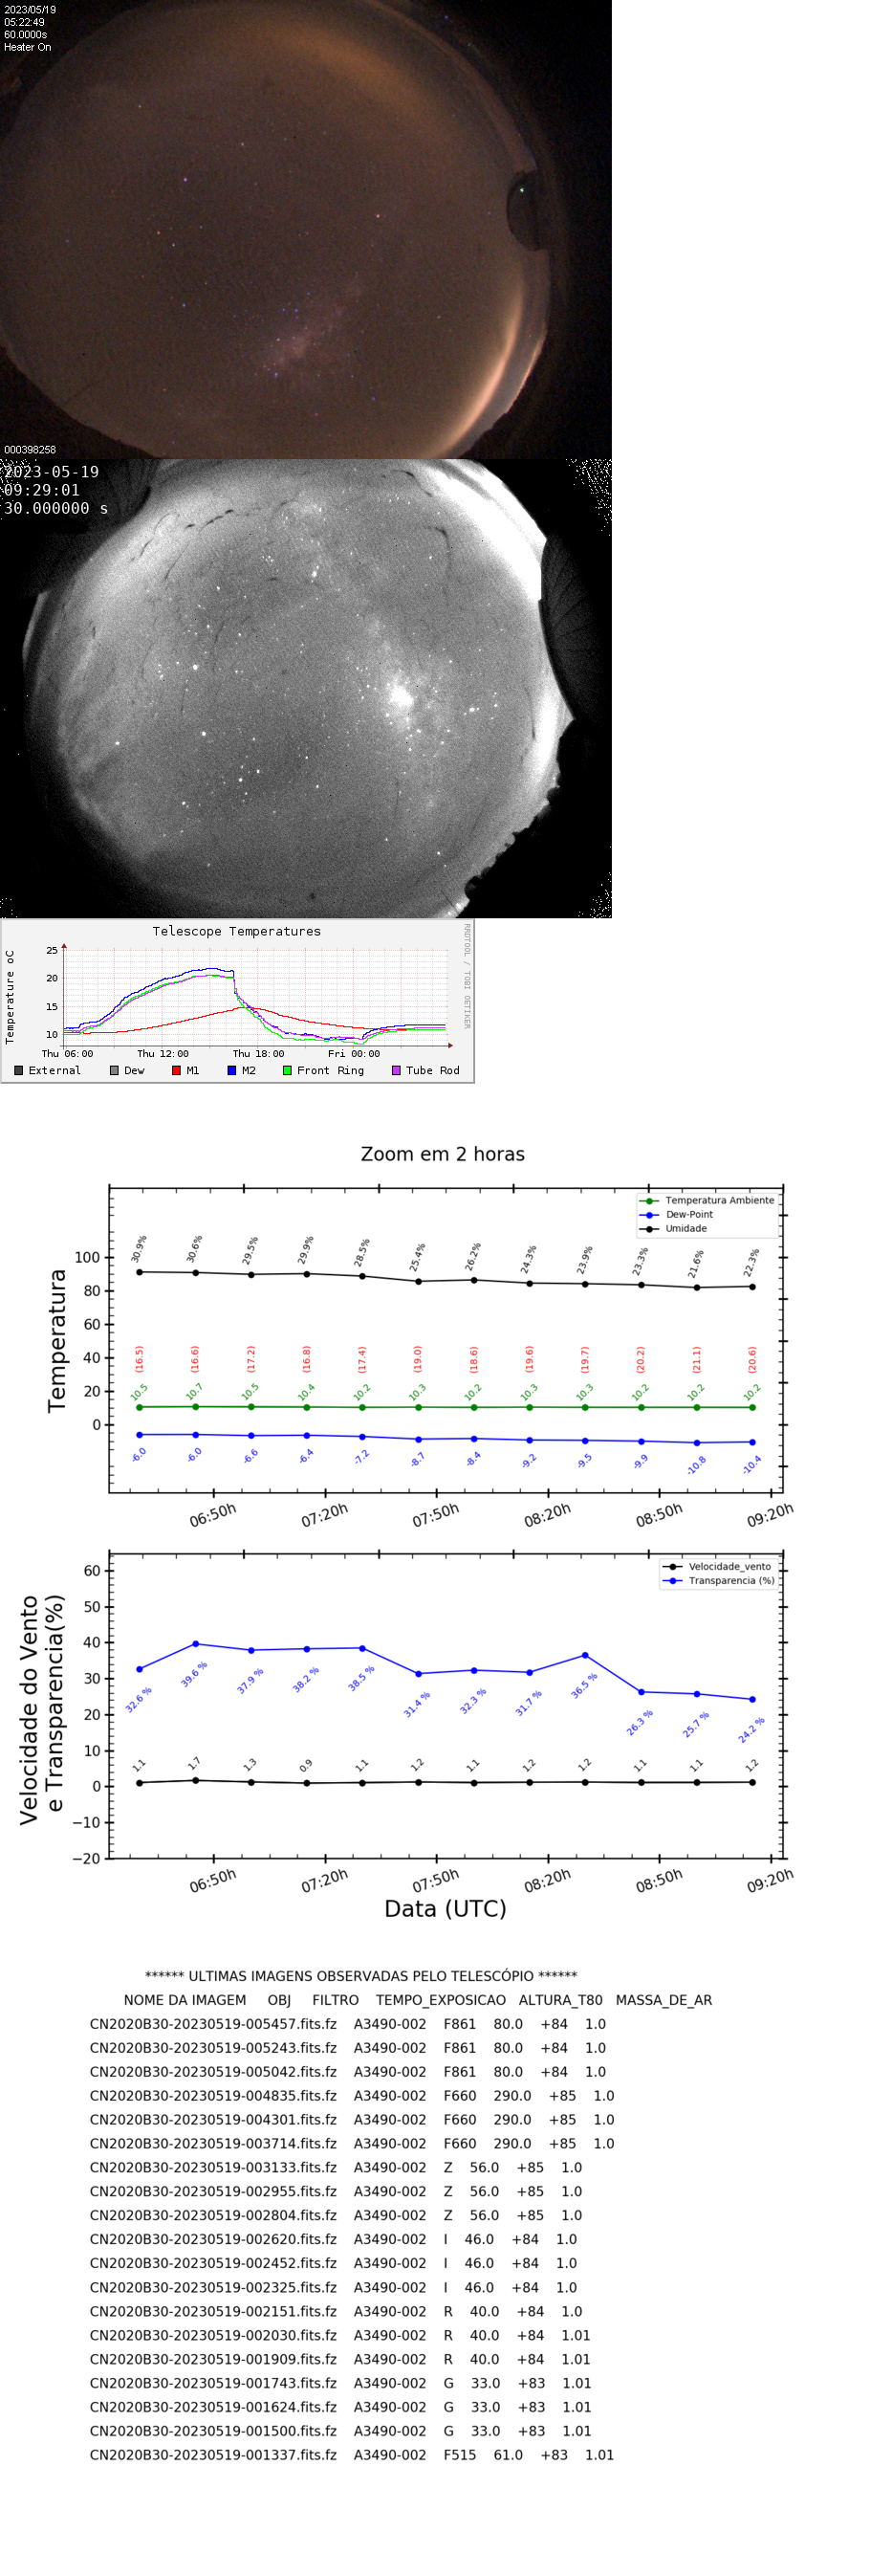 2023/05/19
05:22:49
60.0000s
Heater On
000398258
2023-05-19
09:29:01
30.000000 s
Telescope Temperatures
RRDTOOL / TOBI OETIKER
Temperature oC
25
20
15
10
Thu 06:00 Thu 12:00 Thu 18:00 Fri 00:00
External Dew M1 M2 Front Ring Tube Rod
Zoom em 2 horas
Temperatura Ambiente
Dew-Point
Umidade
Temperatura
100
80
60
40
20
0
30.9% 30.6% 29.5% 29.9% 28.5% 25.4% 26.2% 24.3% 23.9% 23.3% 21.6% 22.3%
(16.5) (16.6) (17.2) (16.8) (17.4) (19.0) (18.6) (19.6) (19.7) (20.2) (21.1) (20.6)
10.5 10.7 10.5 10.4 10.2 10.3 10.2 10.3 10.3 10.2 10.2 10.2
-6.0 -6.0 -6.6 -6.4 -7.2 -8.7 -8.4 -9.2 -9.5 -9.9 -10.8 -10.4
06:50h 07:20h 07:50h 08:20h 08:50h 09:20h
Velocidade_vento
Transparencia (%)
Velocidade do Vento
e Transparencia(%)
60
50
40
30
20
10
0
−10
−20
32.6 % 39.6 % 37.9 % 38.2 % 38.5 % 31.4 % 32.3 % 31.7 % 36.5 % 26.3 % 25.7 % 24.2 %
1.1 1.7 1.3 0.9 1.1 1.2 1.1 1.2 1.2 1.1 1.1 1.2
06:50h 07:20h 07:50h 08:20h 08:50h 09:20h
Data (UTC)
****** ULTIMAS IMAGENS OBSERVADAS PELO TELESCÓPIO ******
NOME DA IMAGEM OBJ FILTRO TEMPO_EXPOSICAO ALTURA_T80 MASSA_DE_AR
CN2020B30-20230519-005457.fits.fz A3490-002 F861 80.0 +84 1.0
CN2020B30-20230519-005243.fits.fz A3490-002 F861 80.0 +84 1.0
CN2020B30-20230519-005042.fits.fz A3490-002 F861 80.0 +84 1.0
CN2020B30-20230519-004835.fits.fz A3490-002 F660 290.0 +85 1.0
CN2020B30-20230519-004301.fits.fz A3490-002 F660 290.0 +85 1.0
CN2020B30-20230519-003714.fits.fz A3490-002 F660 290.0 +85 1.0
CN2020B30-20230519-003133.fits.fz A3490-002 Z 56.0 +85 1.0
CN2020B30-20230519-002955.fits.fz A3490-002 Z 56.0 +85 1.0
CN2020B30-20230519-002804.fits.fz A3490-002 Z 56.0 +85 1.0
CN2020B30-20230519-002620.fits.fz A3490-002 I 46.0 +84 1.0
CN2020B30-20230519-002452.fits.fz A3490-002 I 46.0 +84 1.0
CN2020B30-20230519-002325.fits.fz A3490-002 I 46.0 +84 1.0
CN2020B30-20230519-002151.fits.fz A3490-002 R 40.0 +84 1.0
CN2020B30-20230519-002030.fits.fz A3490-002 R 40.0 +84 1.01
CN2020B30-20230519-001909.fits.fz A3490-002 R 40.0 +84 1.01
CN2020B30-20230519-001743.fits.fz A3490-002 G 33.0 +83 1.01
CN2020B30-20230519-001624.fits.fz A3490-002 G 33.0 +83 1.01
CN2020B30-20230519-001500.fits.fz A3490-002 G 33.0 +83 1.01
CN2020B30-20230519-001337.fits.fz A3490-002 F515 61.0 +83 1.01